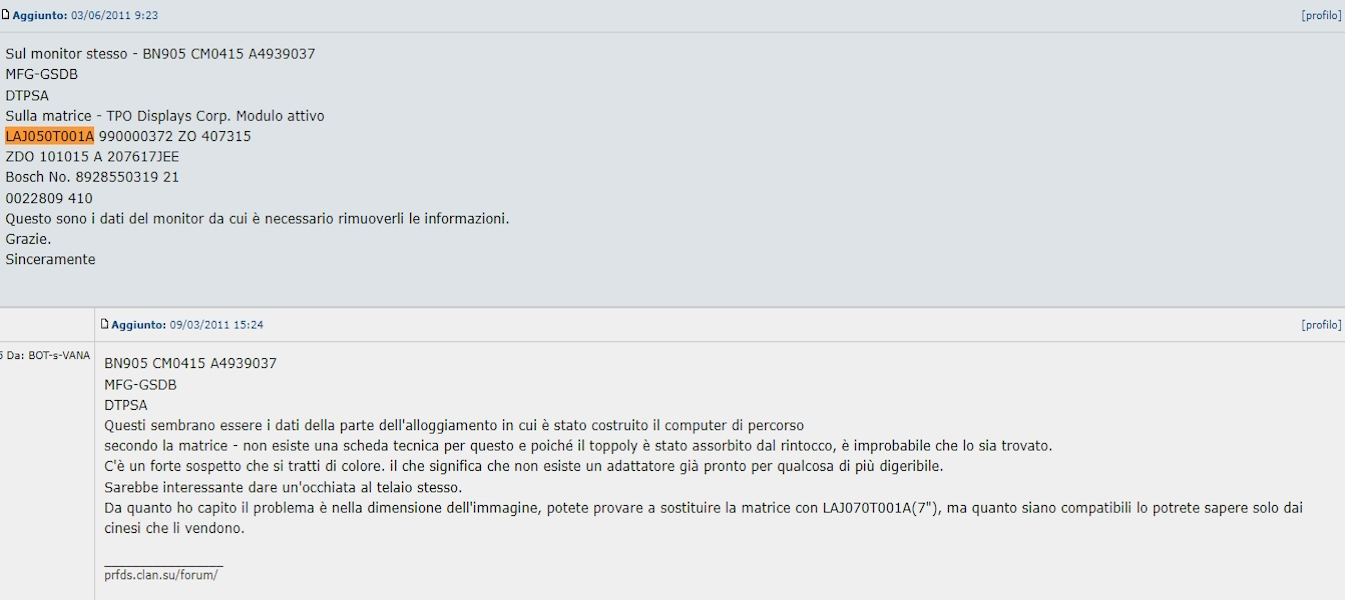 Aggiunto: 03/06/2011 9:23
[profilo]
Sul monitor stesso - BN905 CM0415 A4939037
MFG-GSDB
DTPSA
Sulla matrice - TPO Displays Corp. Modulo attivo
LAJ050T001A 990000372 ZO 407315
ZDO 101015 A 207617JEE
Bosch No. 8928550319 21
0022809 410
Questo sono i dati del monitor da cui è necessario rimuoverli le informazioni.
Grazie.
Sinceramente
Aggiunto: 09/03/2011 15:24
[profilo]
Da: BOT-s-VANA
BN905 CM0415 A4939037
MFG-GSDB
DTPSA
Questi sembrano essere i dati della parte dell'alloggiamento in cui è stato costruito il computer di percorso
secondo la matrice - non esiste una scheda tecnica per questo e poiché il toppoly è stato assorbito dal rintocco, è improbabile che lo sia trovato.
C'è un forte sospetto che si tratti di colore. il che significa che non esiste un adattatore già pronto per qualcosa di più digeribile.
Sarebbe interessante dare un'occhiata al telaio stesso.
Da quanto ho capito il problema è nella dimensione dell'immagine, potete provare a sostituire la matrice con LAJ070T001A(7"), ma quanto siano compatibili lo potrete sapere solo dai
cinesi che li vendono.
prfds.clan.su/forum/